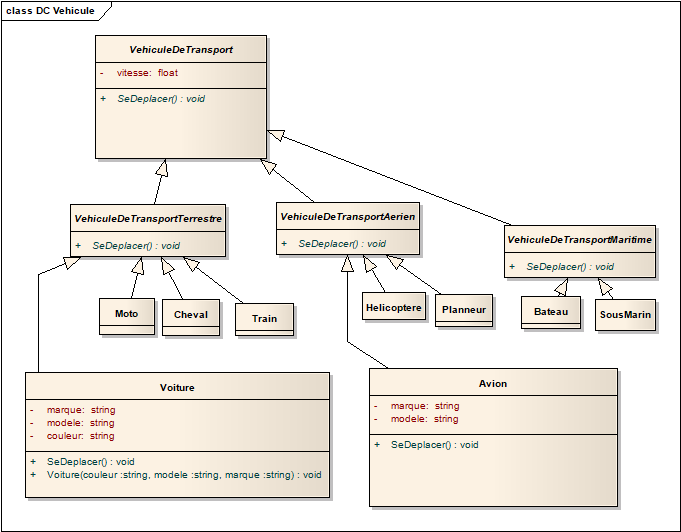 class DC Vehicule
VehiculeDeTransport
- vitesse: float
+ SeDeplacer() : void
VehiculeDeTransportTerrestre
+ SeDeplacer() : void
VehiculeDeTransportAerien
+ SeDeplacer() : void
VehiculeDeTransportMaritime
+ SeDeplacer() : void
Moto
Cheval
Train
Helicoptere
Planneur
Bateau
SousMarin
Voiture
- marque: string
- modele: string
- couleur: string
+ SeDeplacer() : void
+ Voiture(couleur :string, modele :string, marque :string) : void
Avion
- marque: string
- modele: string
+ SeDeplacer() : void